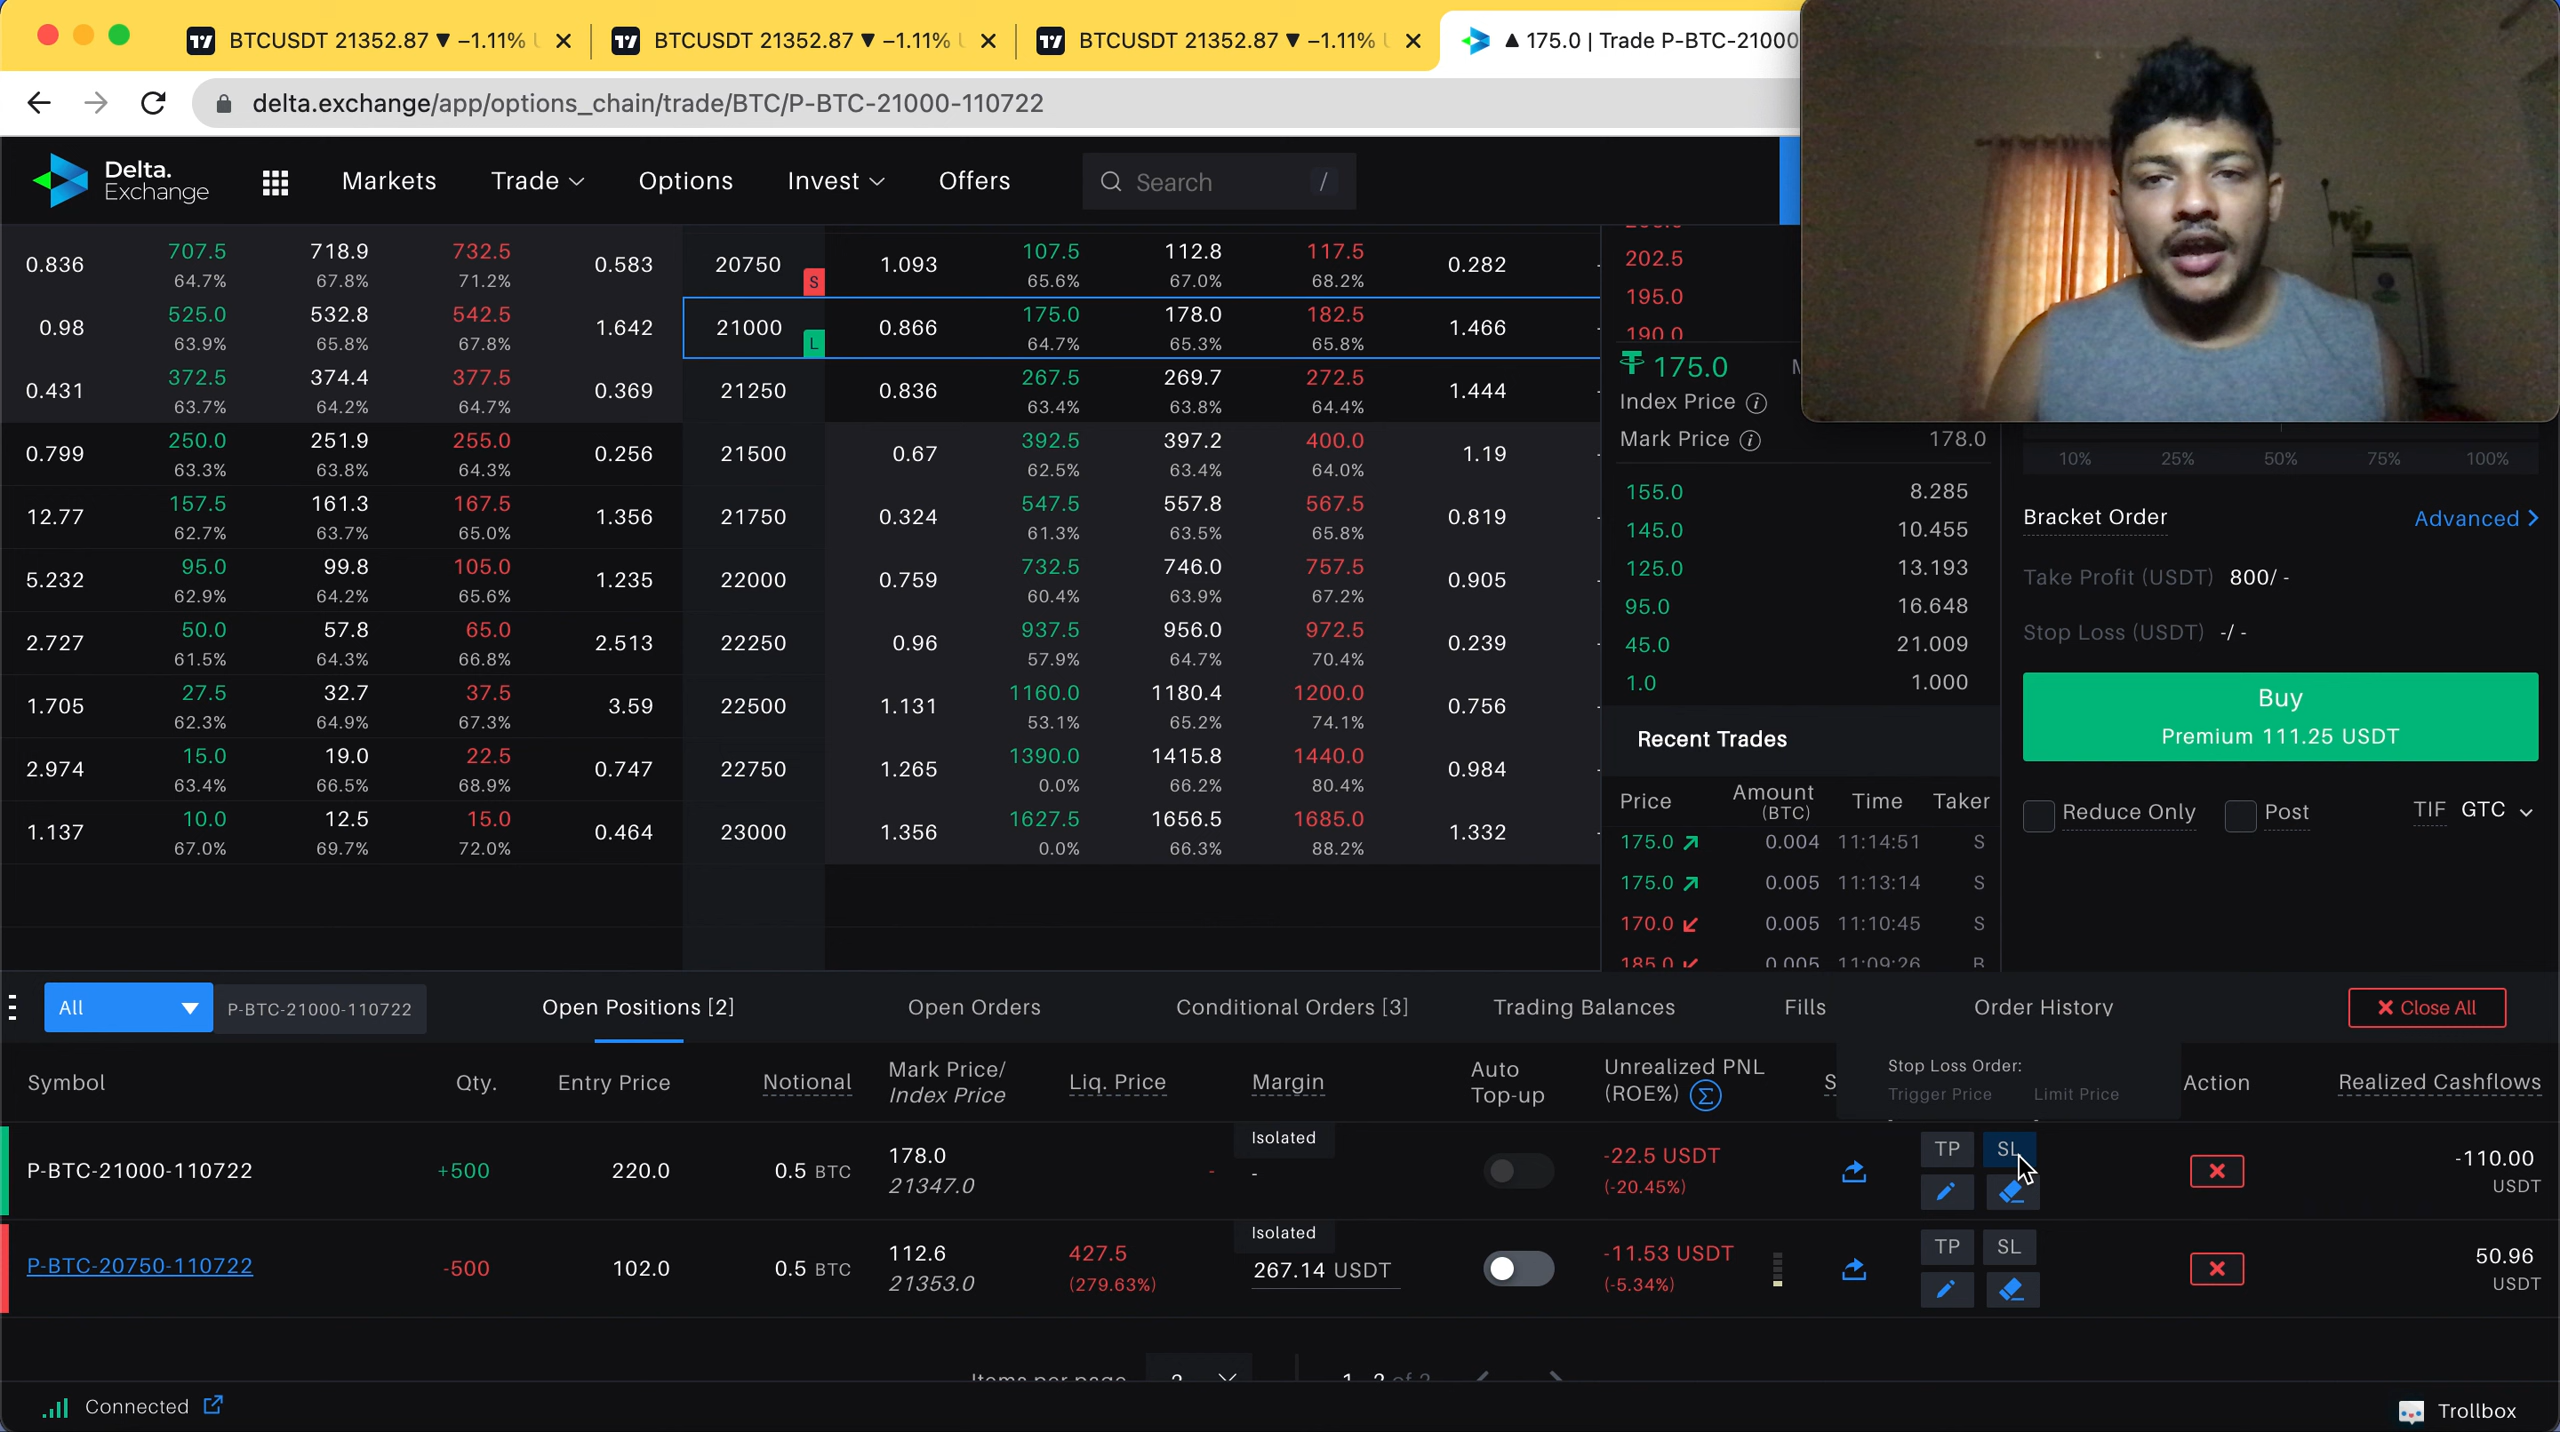 BTCUSDT 21352.87 ▼ −1.11% BTCUSDT 21352.87 ▼ −1.11% BTCUSDT 21352.87 ▼ −1.11% ▲ 175.0 | Trade P-BTC-21000
delta.exchange/app/options_chain/trade/BTC/P-BTC-21000-110722
Delta.
Exchange
Markets Trade Options Invest Offers Search /
0.836 707.5 718.9 732.5 0.583 20750 1.093 107.5 112.8 117.5 0.282
64.7% 67.8% 71.2% S 65.6% 67.0% 68.2%
0.98 525.0 532.8 542.5 1.642 21000 0.866 175.0 178.0 182.5 1.466
63.9% 65.8% 67.8% L 64.7% 65.3% 65.8%
0.431 372.5 374.4 377.5 0.369 21250 0.836 267.5 269.7 272.5 1.444
63.7% 64.2% 64.7% 63.4% 63.8% 64.4%
0.799 250.0 251.9 255.0 0.256 21500 0.67 392.5 397.2 400.0 1.19
63.3% 63.8% 64.3% 62.5% 63.4% 64.0%
12.77 157.5 161.3 167.5 1.356 21750 0.324 547.5 557.8 567.5 0.819
62.7% 63.7% 65.0% 61.3% 63.5% 65.8%
5.232 95.0 99.8 105.0 1.235 22000 0.759 732.5 746.0 757.5 0.905
62.9% 64.2% 65.6% 60.4% 63.9% 67.2%
2.727 50.0 57.8 65.0 2.513 22250 0.96 937.5 956.0 972.5 0.239
61.5% 64.3% 66.8% 57.9% 64.7% 70.4%
1.705 27.5 32.7 37.5 3.59 22500 1.131 1160.0 1180.4 1200.0 0.756
62.3% 64.9% 67.3% 53.1% 65.2% 74.1%
2.974 15.0 19.0 22.5 0.747 22750 1.265 1390.0 1415.8 1440.0 0.984
63.4% 66.5% 68.9% 0.0% 66.2% 80.4%
1.137 10.0 12.5 15.0 0.464 23000 1.356 1627.5 1656.5 1685.0 1.332
67.0% 69.7% 72.0% 0.0% 66.3% 88.2%
202.5
195.0
190.0
175.0
Index Price
Mark Price 178.0
155.0 8.285
145.0 10.455
125.0 13.193
95.0 16.648
45.0 21.009
1.0 1.000
Recent Trades
Price Amount (BTC) Time Taker
175.0 0.004 11:14:51 S
175.0 0.005 11:13:14 S
170.0 0.005 11:10:45 S
185.0 0.005 11:09:26 B
10% 25% 50% 75% 100%
Bracket Order Advanced
Take Profit (USDT) 800/ -
Stop Loss (USDT) -/ -
Buy
Premium 111.25 USDT
Reduce Only Post TIF GTC
All P-BTC-21000-110722 Open Positions [2] Open Orders Conditional Orders [3] Trading Balances Fills Order History Close All
Symbol Qty. Entry Price Notional Mark Price/ Index Price Liq. Price Margin Auto Top-up Unrealized PNL (ROE%) Σ S Action Realized Cashflows
Stop Loss Order:
Trigger Price Limit Price
Isolated
P-BTC-21000-110722 +500 220.0 0.5 BTC 178.0 - - -22.5 USDT TP SL -110.00
21347.0 (-20.45%) USDT
Isolated
P-BTC-20750-110722 -500 102.0 0.5 BTC 112.6 427.5 267.14 USDT -11.53 USDT TP SL 50.96
21353.0 (279.63%) (-5.34%) USDT
Items per page 2 1 - 2 of 2
Connected Trollbox